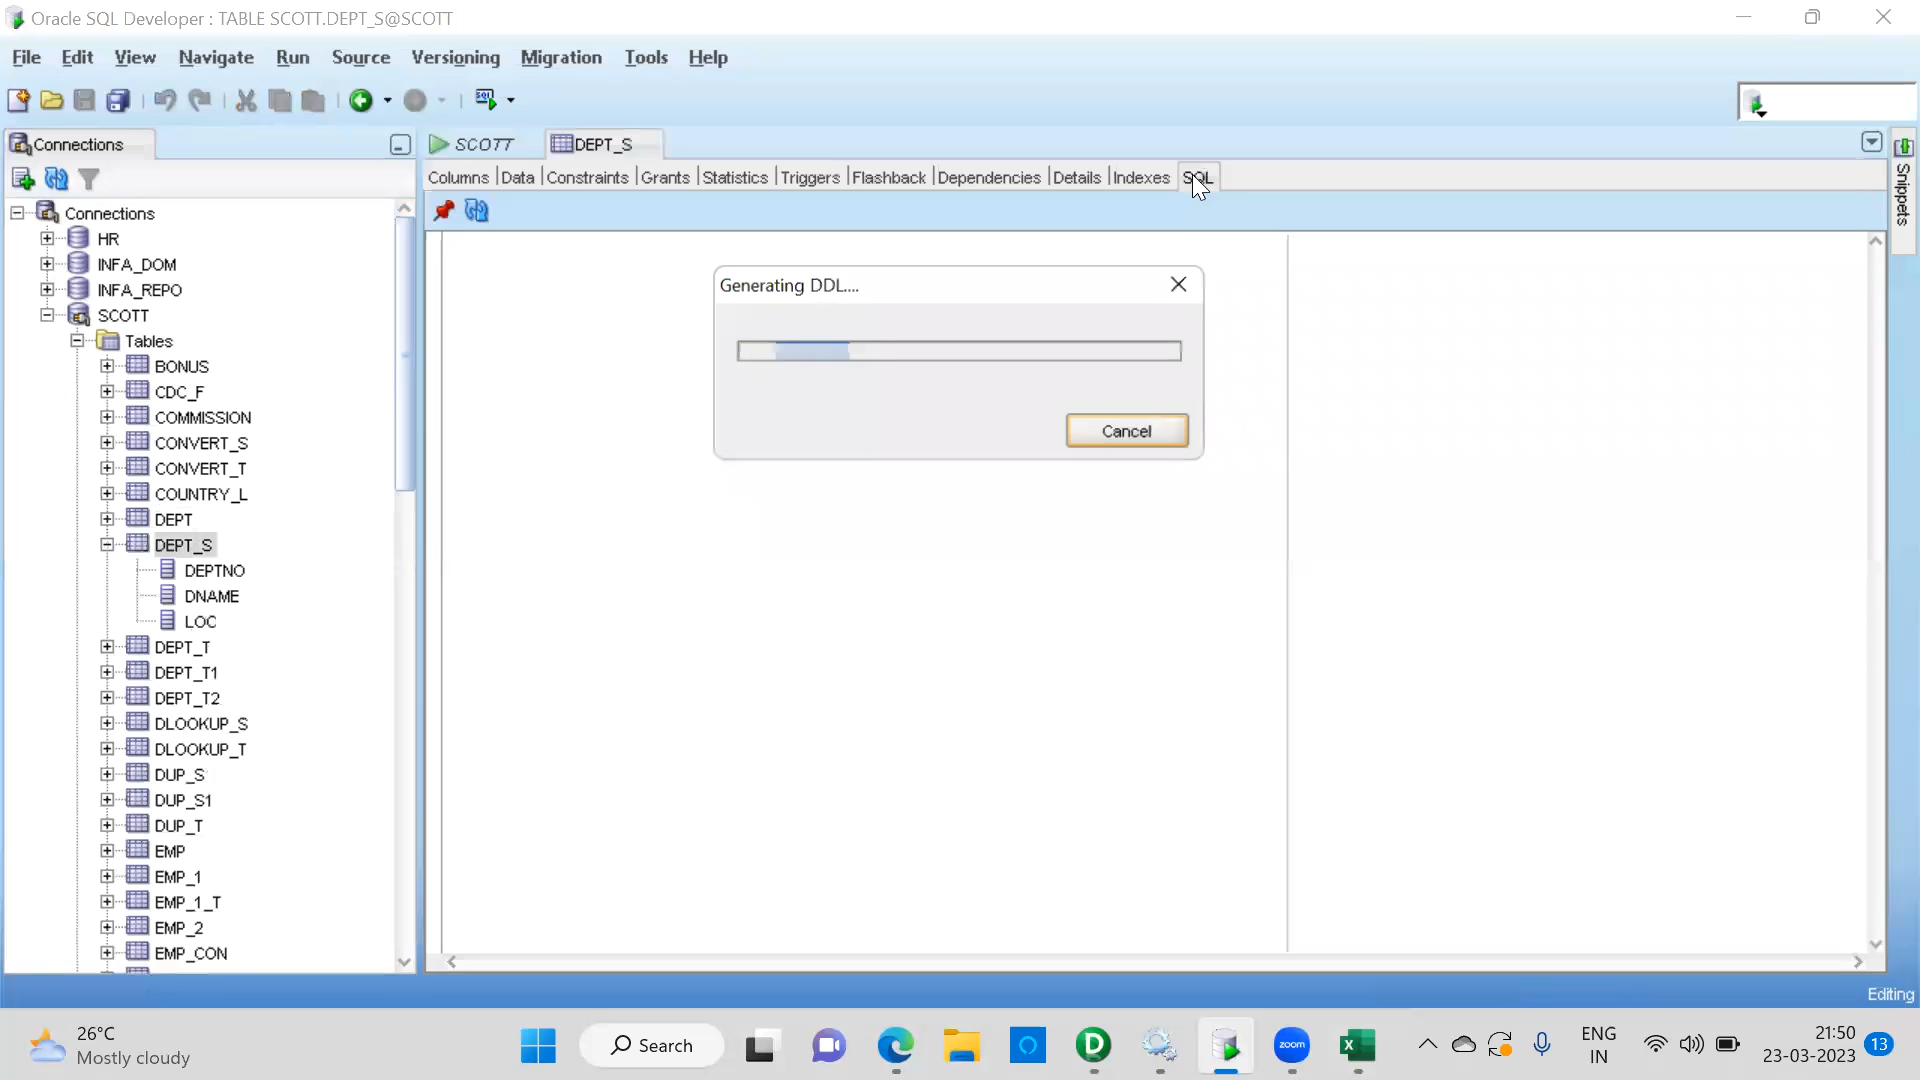 Oracle SQL Developer : TABLE SCOTT.DEPT_S@SCOTT
File Edit View Navigate Run Source Versioning Migration Tools Help
Connections
SCOTT DEPT_S
Columns Data Constraints Grants Statistics Triggers Flashback Dependencies Details Indexes SQL
Snippets
Connections
HR
INFA_DOM
INFA_REPO
SCOTT
Tables
BONUS
CDC_F
COMMISSION
CONVERT_S
CONVERT_T
COUNTRY_L
DEPT
DEPT_S
DEPTNO
DNAME
LOC
DEPT_T
DEPT_T1
DEPT_T2
DLOOKUP_S
DLOOKUP_T
DUP_S
DUP_S1
DUP_T
EMP
EMP_1
EMP_1_T
EMP_2
EMP_CON
Generating DDL....
Cancel
Editing
26°C
Mostly cloudy
Search
zoom
ENG
IN
21:50
23-03-2023
13